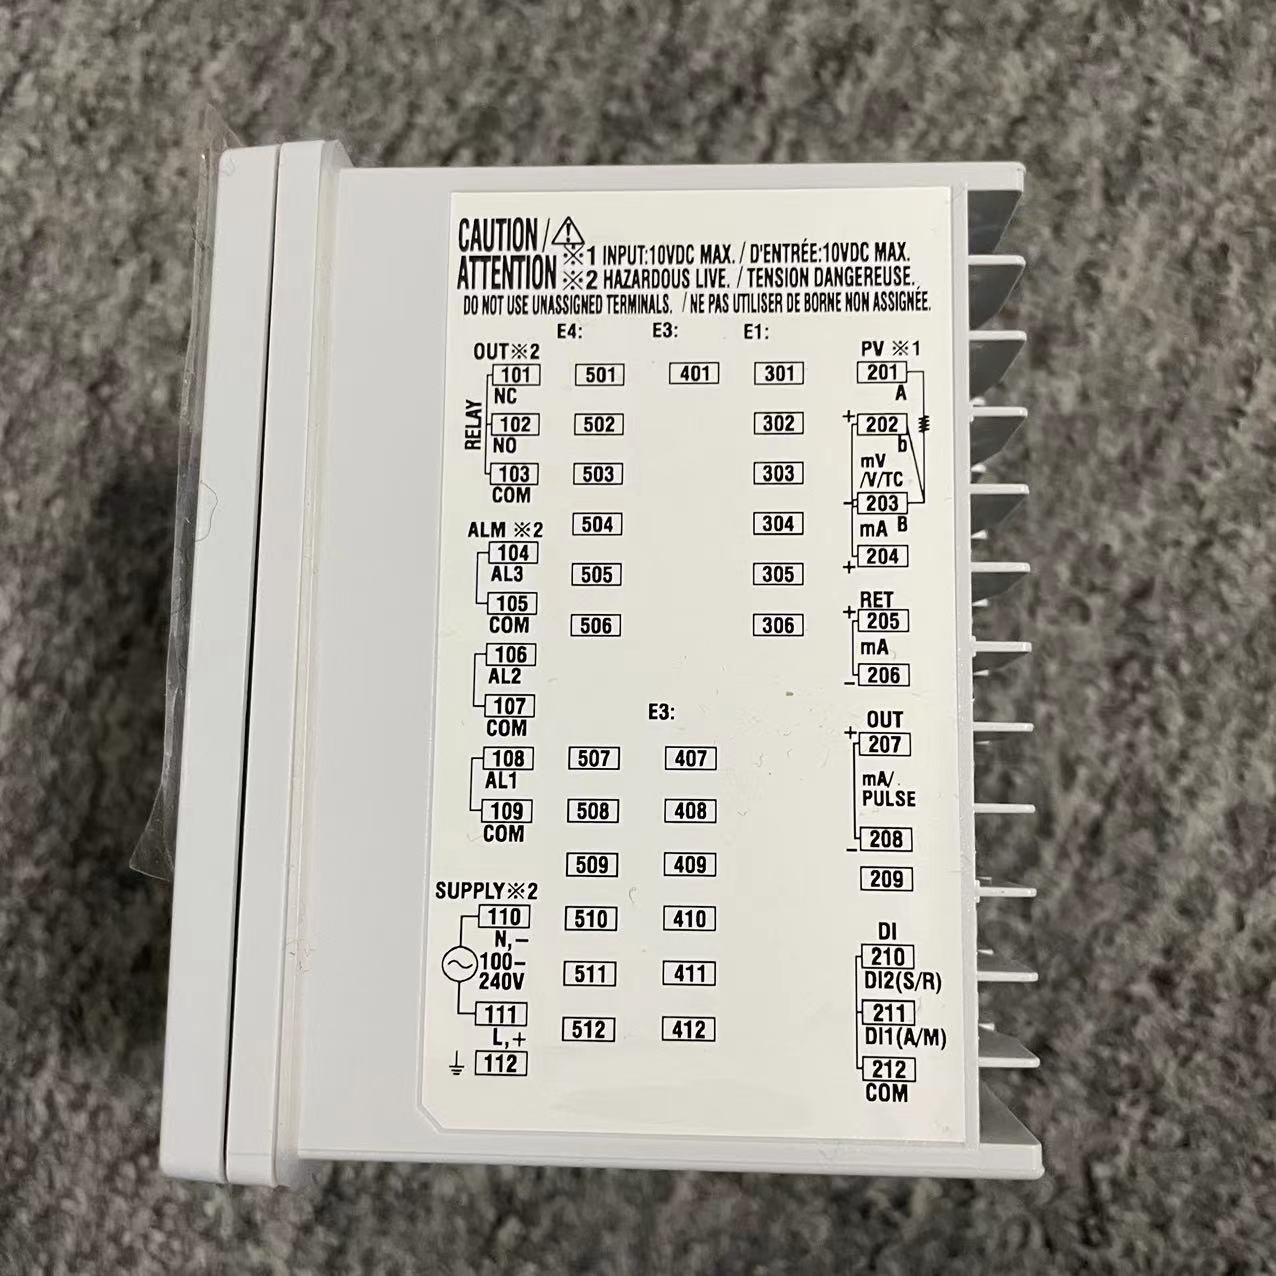 CAUTION/⚠
ATTENTION
※1 INPUT:10VDC MAX. / D'ENTRÉE:10VDC MAX.
※2 HAZARDOUS LIVE. / TENSION DANGEREUSE.
DO NOT USE UNASSIGNED TERMINALS. / NE PAS UTILISER DE BORNE NON ASSIGNÉE.
OUT※2
RELAY
101
NC
102
NO
103
COM
ALM ※2
104
AL3
105
COM
106
AL2
107
COM
108
AL1
109
COM
SUPPLY※2
110
N,−
100−
240V
111
L,+
112
E4:
501
502
503
504
505
506
507
508
509
510
511
512
E3:
401
E3:
407
408
409
410
411
412
E1:
301
302
303
304
305
306
PV ※1
201
A
+
202
b
mV
/V/TC
−
203
B
mA
204
+
RET
+
205
mA
206
−
OUT
+
207
mA/
PULSE
208
−
209
DI
210
DI2(S/R)
211
DI1(A/M)
212
COM